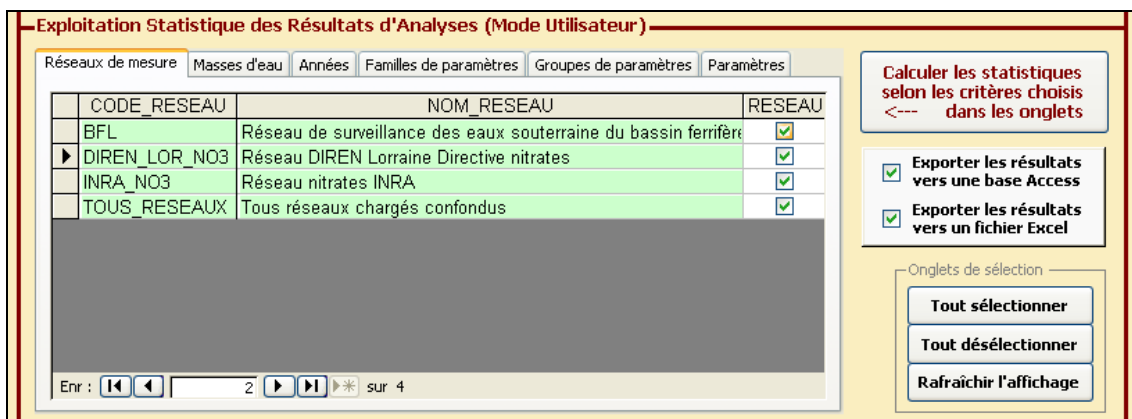 Exploitation Statistique des Résultats d'Analyses (Mode Utilisateur)
Réseaux de mesure Masses d'eau Années Familles de paramètres Groupes de paramètres Paramètres
CODE_RESEAU NOM_RESEAU RESEAU
BFL Réseau de surveillance des eaux souterraine du bassin ferrifère
DIREN_LOR_NO3 Réseau DIREN Lorraine Directive nitrates
INRA_NO3 Réseau nitrates INRA
TOUS_RESEAUX Tous réseaux chargés confondus
Enr : 2 sur 4
Calculer les statistiques
selon les critères choisis
<--- dans les onglets
Exporter les résultats
vers une base Access
Exporter les résultats
vers un fichier Excel
Onglets de sélection
Tout sélectionner
Tout désélectionner
Rafraîchir l'affichage